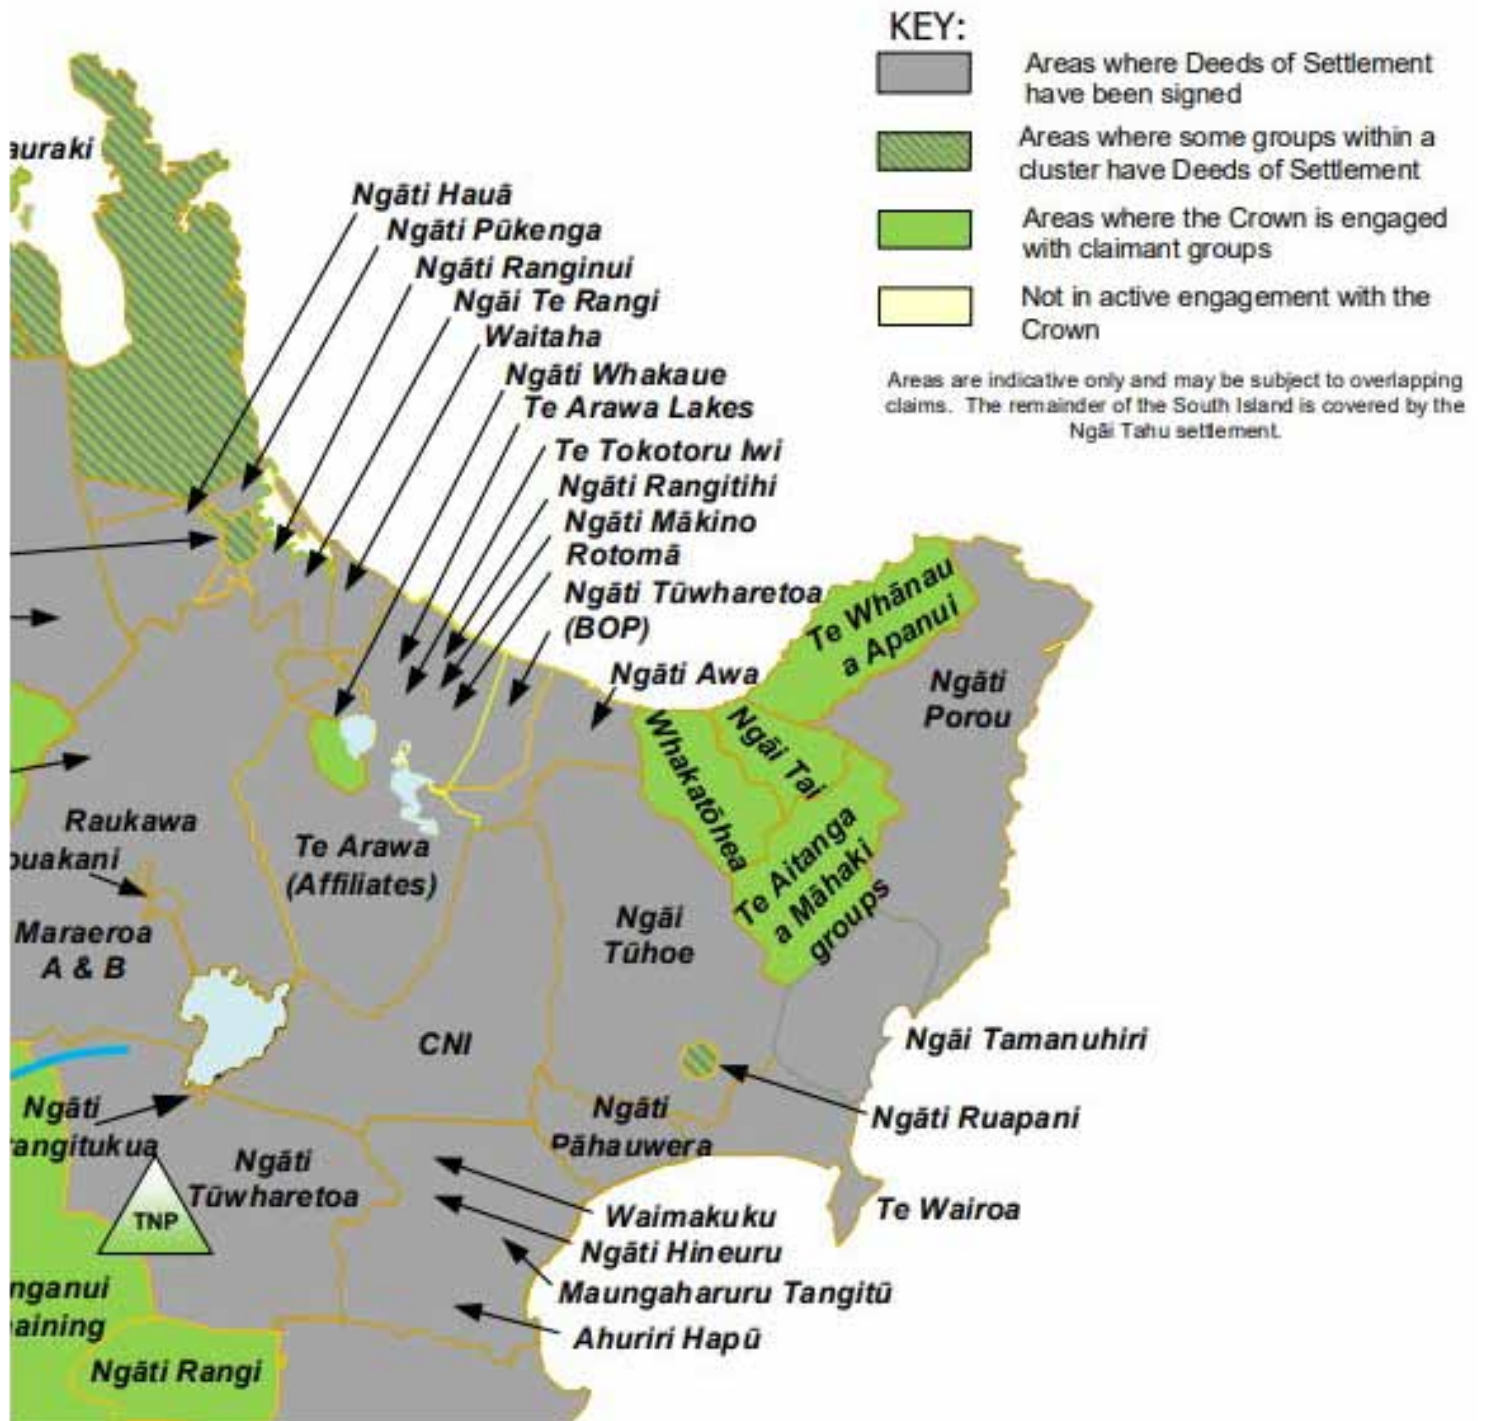 KEY:
Areas where Deeds of Settlement
have been signed
Areas where some groups within a
cluster have Deeds of Settlement
Areas where the Crown is engaged
with claimant groups
Not in active engagement with the
Crown
Areas are indicative only and may be subject to overlapping
claims. The remainder of the South Island is covered by the
Ngāi Tahu settlement.
auraki
Ngāti Hauā
Ngāti Pūkenga
Ngāti Ranginui
Ngāi Te Rangi
Waitaha
Ngāti Whakaue
Te Arawa Lakes
Te Tokotoru Iwi
Ngāti Rangitihi
Ngāti Mākino
Rotomā
Ngāti Tūwharetoa
(BOP)
Ngāti Awa
Te Whānau
a Apanui
Ngāti
Porou
Whakatōhea
Ngāi Tai
Te Aitanga
a Māhaki
groups
Raukawa
ouakani
Maraeroa
A & B
Te Arawa
(Affiliates)
Ngāi
Tūhoe
CNI
Ngāi Tamanuhiri
Ngāti Ruapani
Ngāti
Pāhauwera
Ngāti
rangitukua
Ngāti
Tūwharetoa
TNP
Te Wairoa
Waimakuku
Ngāti Hineuru
Maungaharuru Tangitū
Ahuriri Hapū
nganui
aining
Ngāti Rangi